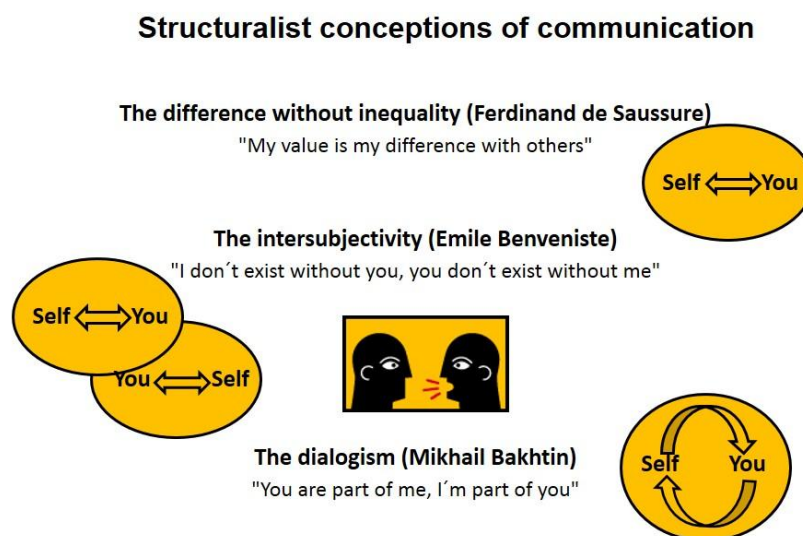 Structuralist conceptions of communication
The difference without inequality (Ferdinand de Saussure)
"My value is my difference with others"
Self You
The intersubjectivity (Emile Benveniste)
"I don´t exist without you, you don´t exist without me"
Self You
You Self
The dialogism (Mikhail Bakhtin)
"You are part of me, I´m part of you"
Self You